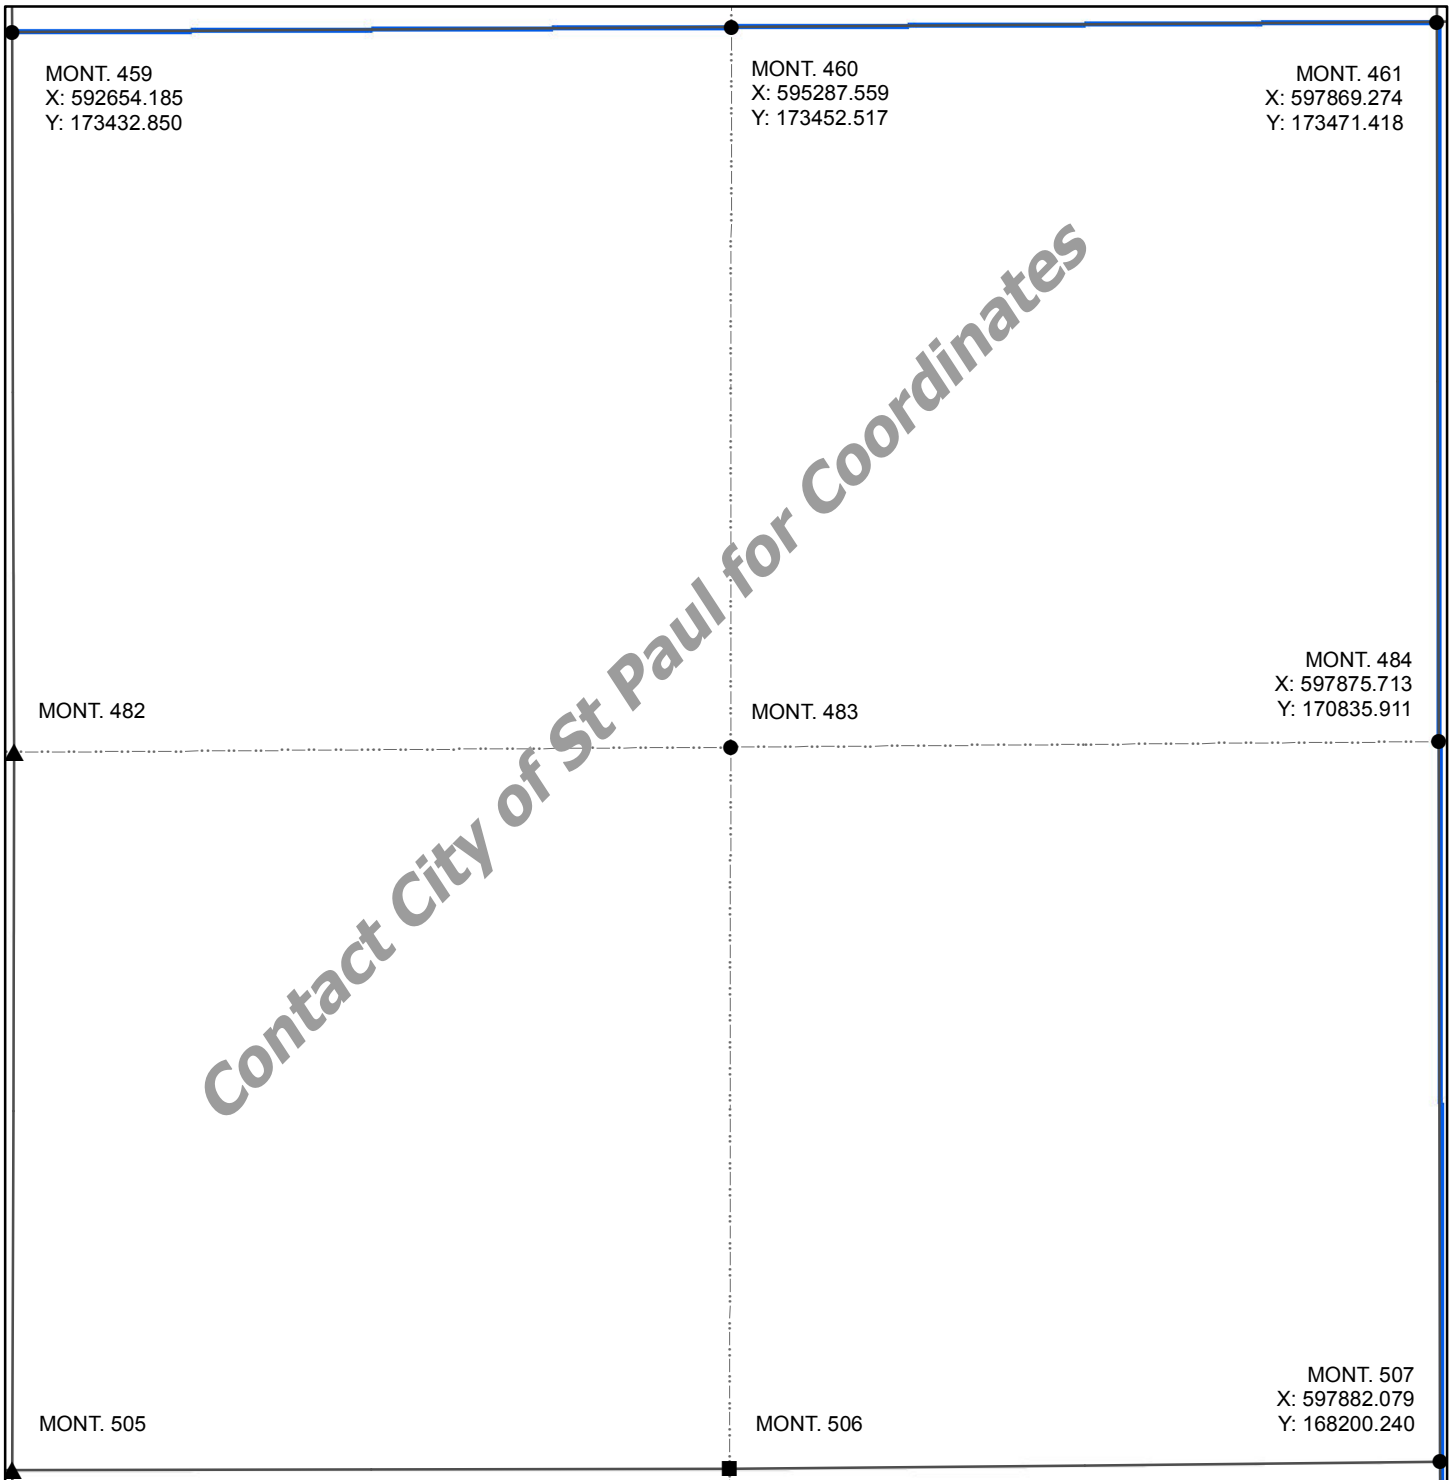 MONT. 459
X: 592654.185
Y: 173432.850
MONT. 460
X: 595287.559
Y: 173452.517
MONT. 461
X: 597869.274
Y: 173471.418
Contact City of St Paul for Coordinates
MONT. 482
MONT. 483
MONT. 484
X: 597875.713
Y: 170835.911
MONT. 505
MONT. 506
MONT. 507
X: 597882.079
Y: 168200.240